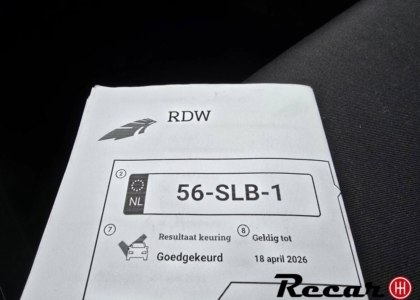 RDW
2
NL 56-SLB-1
7 Resultaat keuring 8 Geldig tot
Goedgekeurd 18 april 2026
Recar